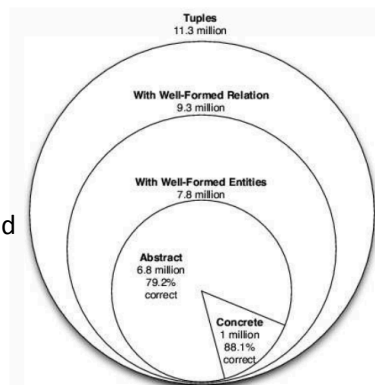 Tuples
11.3 million
With Well-Formed Relation
9.3 million
With Well-Formed Entities
7.8 million
d
Abstract
6.8 million
79.2%
correct
Concrete
1 million
88.1%
correct